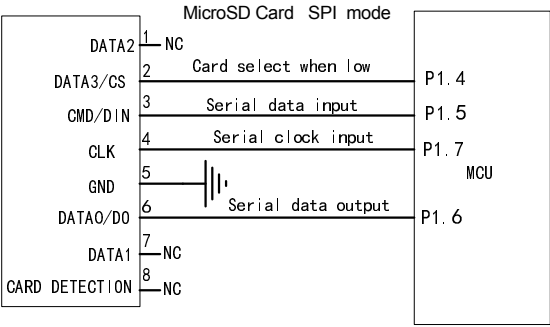 MicroSD Card SPI mode
DATA2 1 NC
DATA3/CS 2 Card select when low P1.4
CMD/DIN 3 Serial data input P1.5
CLK 4 Serial clock input P1.7
GND 5 MCU
DATA0/DO 6 Serial data output P1.6
DATA1 7 NC
CARD DETECTION 8 NC